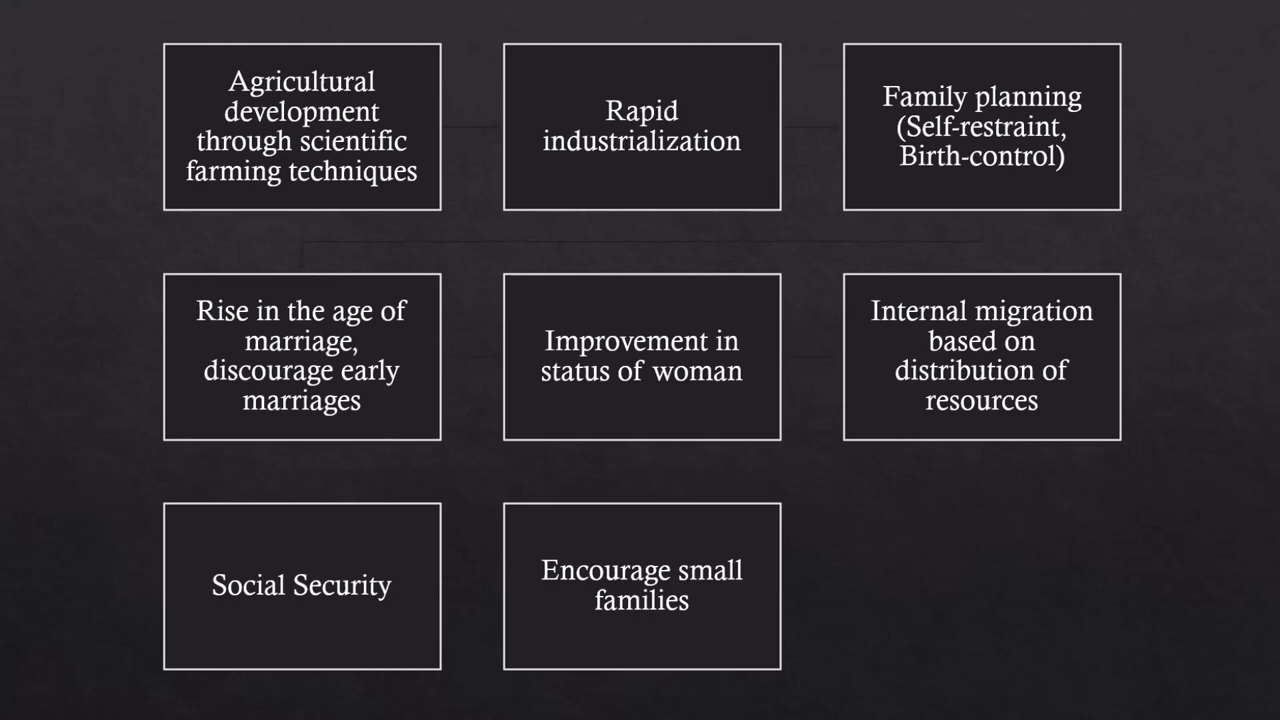 Agricultural
development
through scientific
farming techniques
Rapid
industrialization
Family planning
(Self-restraint,
Birth-control)
Rise in the age of
marriage,
discourage early
marriages
Improvement in
status of woman
Internal migration
based on
distribution of
resources
Social Security
Encourage small
families